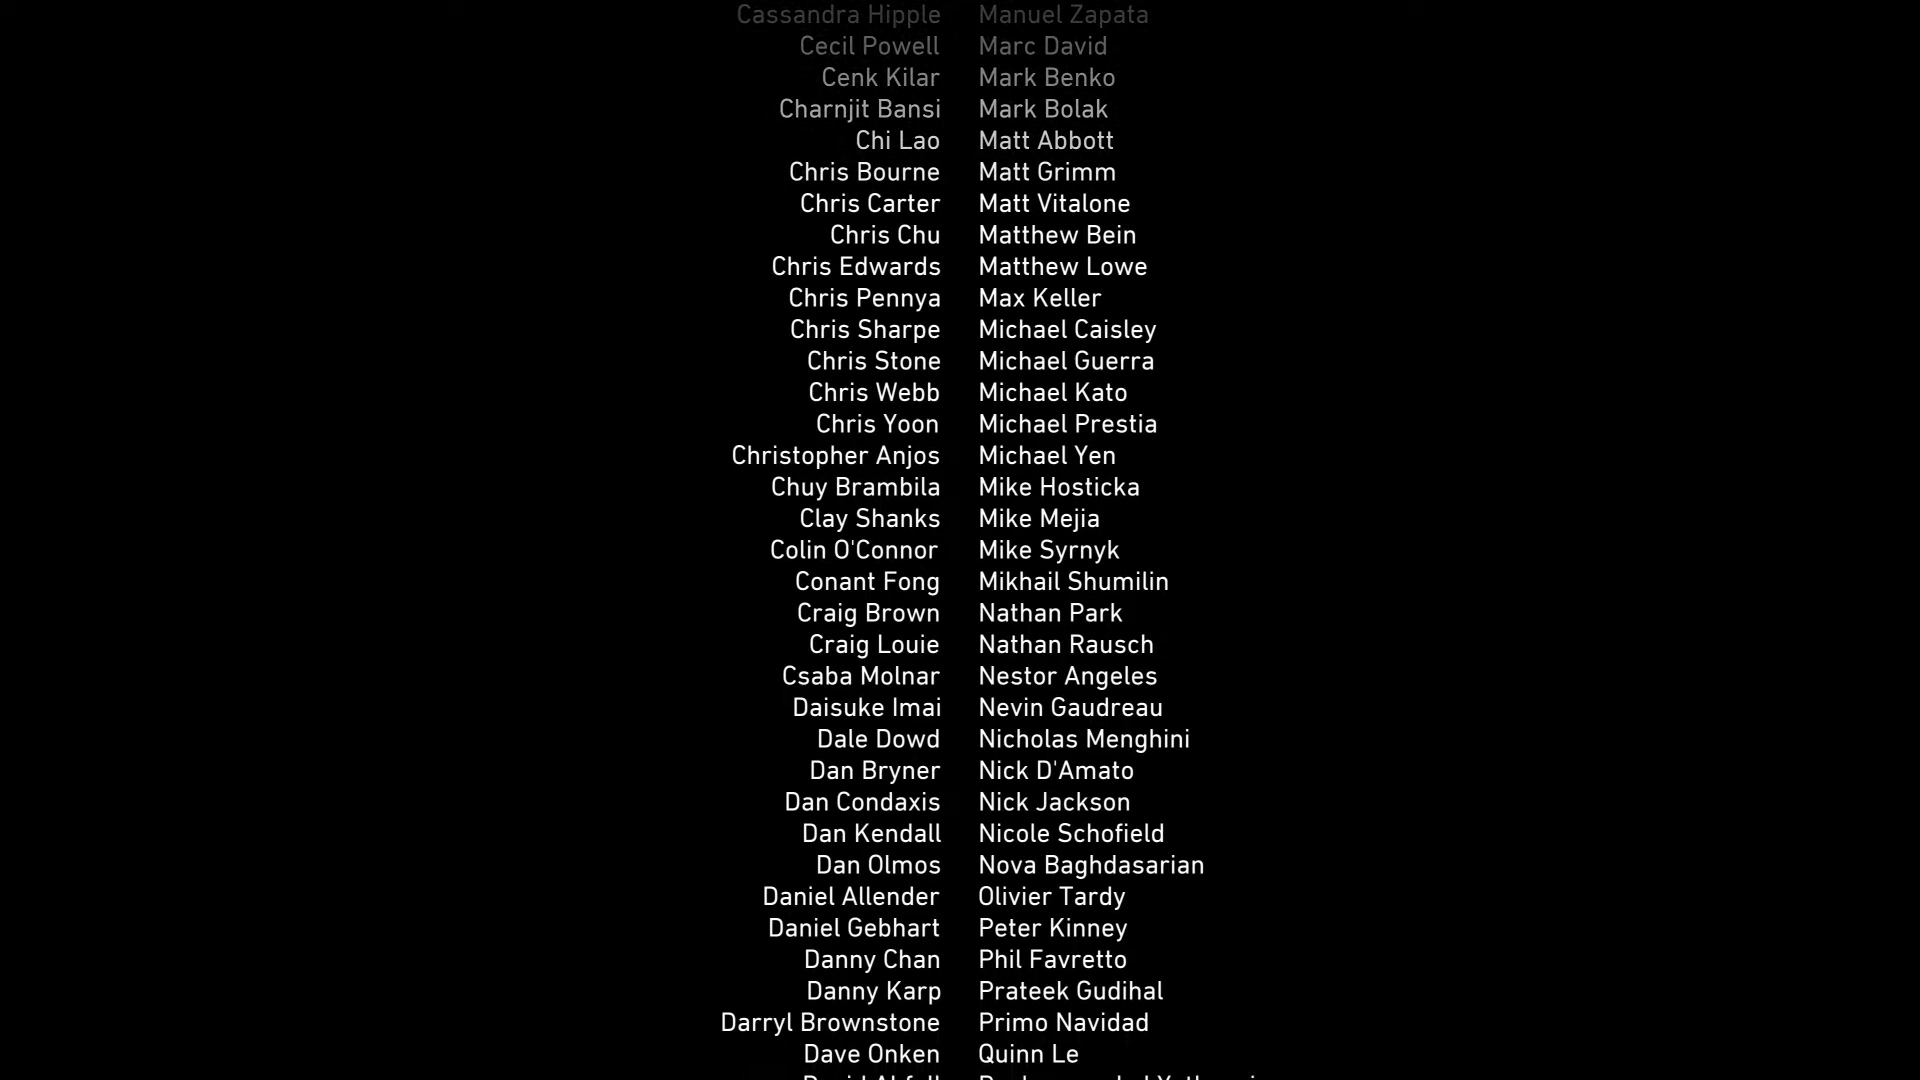 Cassandra Hipple Manuel Zapata
Cecil Powell Marc David
Cenk Kilar Mark Benko
Charnjit Bansi Mark Bolak
Chi Lao Matt Abbott
Chris Bourne Matt Grimm
Chris Carter Matt Vitalone
Chris Chu Matthew Bein
Chris Edwards Matthew Lowe
Chris Pennya Max Keller
Chris Sharpe Michael Caisley
Chris Stone Michael Guerra
Chris Webb Michael Kato
Chris Yoon Michael Prestia
Christopher Anjos Michael Yen
Chuy Brambila Mike Hosticka
Clay Shanks Mike Mejia
Colin O'Connor Mike Syrnyk
Conant Fong Mikhail Shumilin
Craig Brown Nathan Park
Craig Louie Nathan Rausch
Csaba Molnar Nestor Angeles
Daisuke Imai Nevin Gaudreau
Dale Dowd Nicholas Menghini
Dan Bryner Nick D'Amato
Dan Condaxis Nick Jackson
Dan Kendall Nicole Schofield
Dan Olmos Nova Baghdasarian
Daniel Allender Olivier Tardy
Daniel Gebhart Peter Kinney
Danny Chan Phil Favretto
Danny Karp Prateek Gudihal
Darryl Brownstone Primo Navidad
Dave Onken Quinn Le